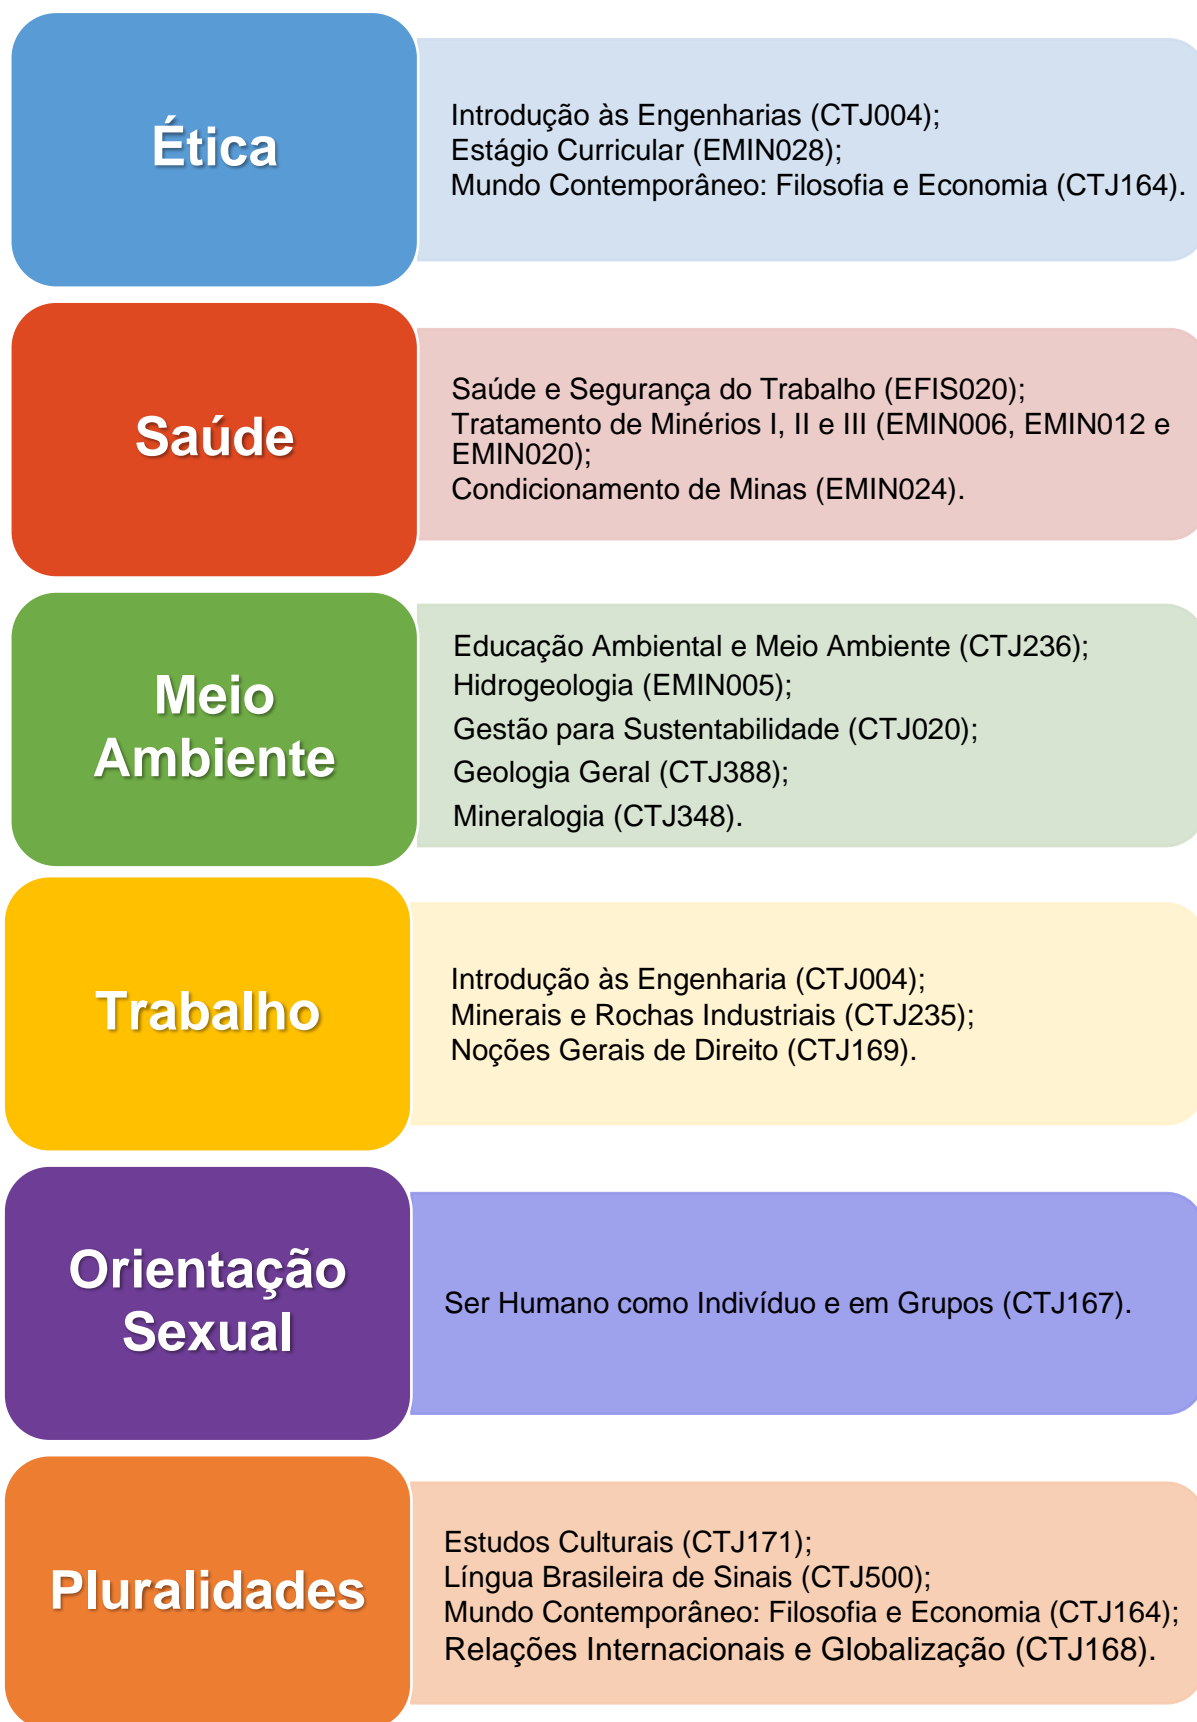 Ética
Introdução às Engenharias (CTJ004);
Estágio Curricular (EMIN028);
Mundo Contemporâneo: Filosofia e Economia (CTJ164).
Saúde
Saúde e Segurança do Trabalho (EFIS020);
Tratamento de Minérios I, II e III (EMIN006, EMIN012 e
EMIN020);
Condicionamento de Minas (EMIN024).
Meio
Ambiente
Educação Ambiental e Meio Ambiente (CTJ236);
Hidrogeologia (EMIN005);
Gestão para Sustentabilidade (CTJ020);
Geologia Geral (CTJ388);
Mineralogia (CTJ348).
Trabalho
Introdução às Engenharia (CTJ004);
Minerais e Rochas Industriais (CTJ235);
Noções Gerais de Direito (CTJ169).
Orientação
Sexual
Ser Humano como Indivíduo e em Grupos (CTJ167).
Pluralidades
Estudos Culturais (CTJ171);
Língua Brasileira de Sinais (CTJ500);
Mundo Contemporâneo: Filosofia e Economia (CTJ164);
Relações Internacionais e Globalização (CTJ168).